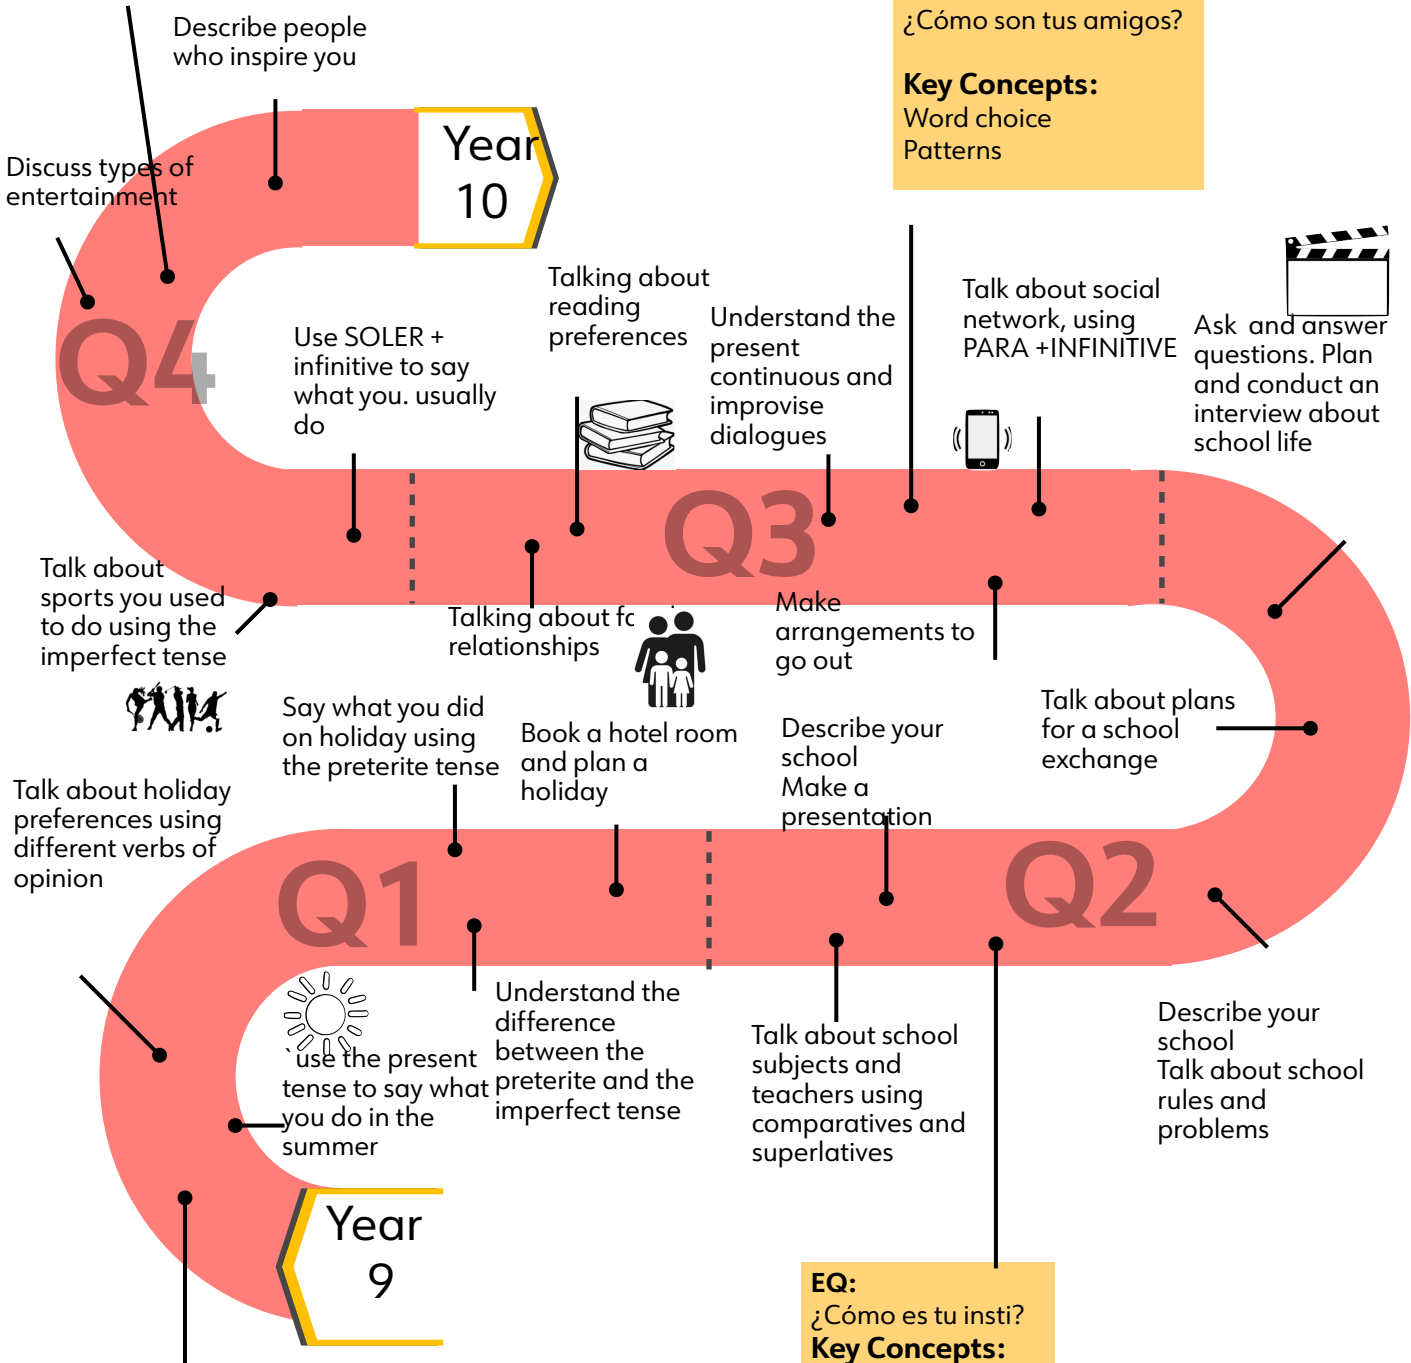 Describe people
who inspire you
¿Cómo son tus amigos?
Key Concepts:
Word choice
Patterns
Year
10
Discuss types of
entertainment
Q4
Use SOLER +
infinitive to say
what you. usually
do
Talking about
reading
preferences
Understand the
present
continuous and
improvise
dialogues
Talk about social
network, using
PARA +INFINITIVE
Ask and answer
questions. Plan
and conduct an
interview about
school life
Q3
Talk about
sports you used
to do using the
imperfect tense
Talking about
relationships
Make
arrangements to
go out
Say what you did
on holiday using
the preterite tense
Book a hotel room
and plan a
holiday
Describe your
school
Make a
presentation
Talk about plans
for a school
exchange
Talk about holiday
preferences using
different verbs of
opinion
Q1
Q2
`use the present
tense to say what
you do in the
summer
Understand the
difference
between the
preterite and the
imperfect tense
Talk about school
subjects and
teachers using
comparatives and
superlatives
Describe your
school
Talk about school
rules and
problems
Year
9
EQ:
¿Cómo es tu insti?
Key Concepts: